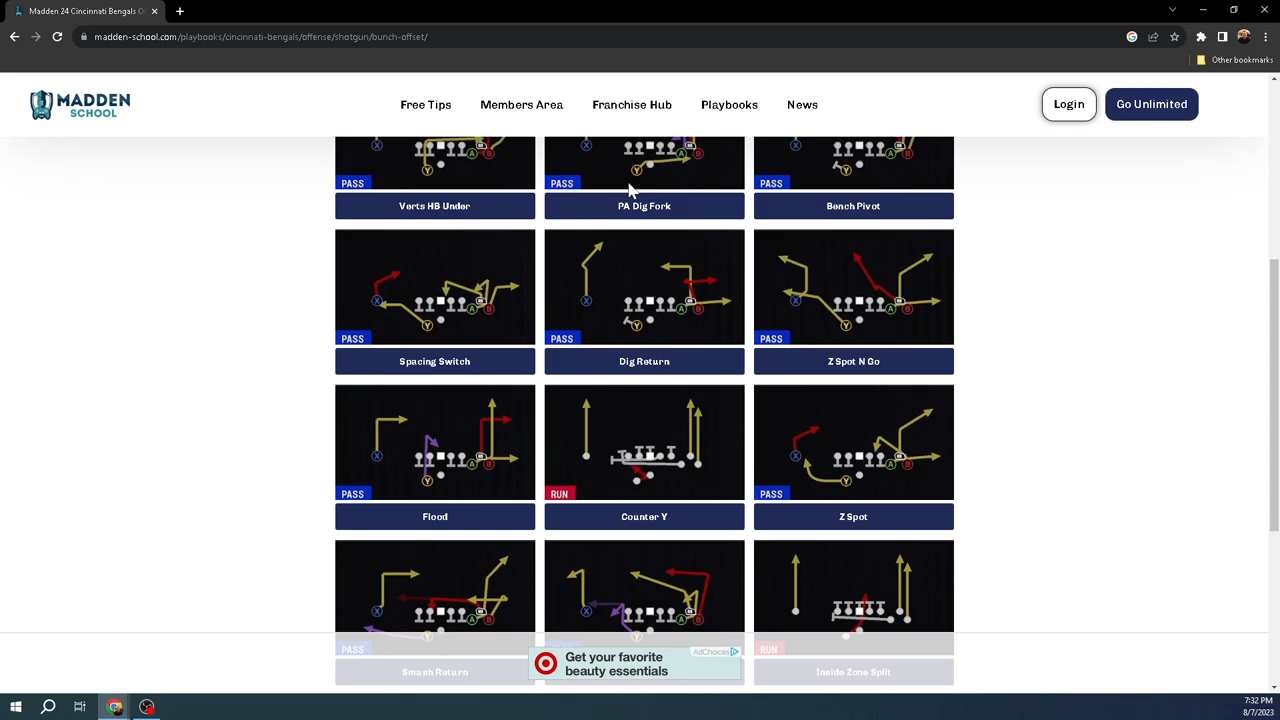 Madden 24 Cincinnati Bengals O
madden-school.com/playbooks/cincinnati-bengals/offense/shotgun/bunch-offset/
Other bookmarks
MADDEN
SCHOOL
Free Tips
Members Area
Franchise Hub
Playbooks
News
Login
Go Unlimited
X
A
B
Y
X
A
B
Y
X
A
B
Y
PASS
PASS
PASS
Verts HB Under
PA Dig Fork
Bench Pivot
X
A
B
Y
X
A
B
Y
X
A
B
Y
PASS
PASS
PASS
Spacing Switch
Dig Return
Z Spot N Go
X
A
B
Y
X
A
B
Y
PASS
RUN
PASS
Flood
Counter Y
Z Spot
X
A
B
Y
X
A
B
Y
PASS
RUN
Smash Return
Inside Zone Split
AdChoices
Get your favorite
beauty essentials
7:32 PM
8/7/2023